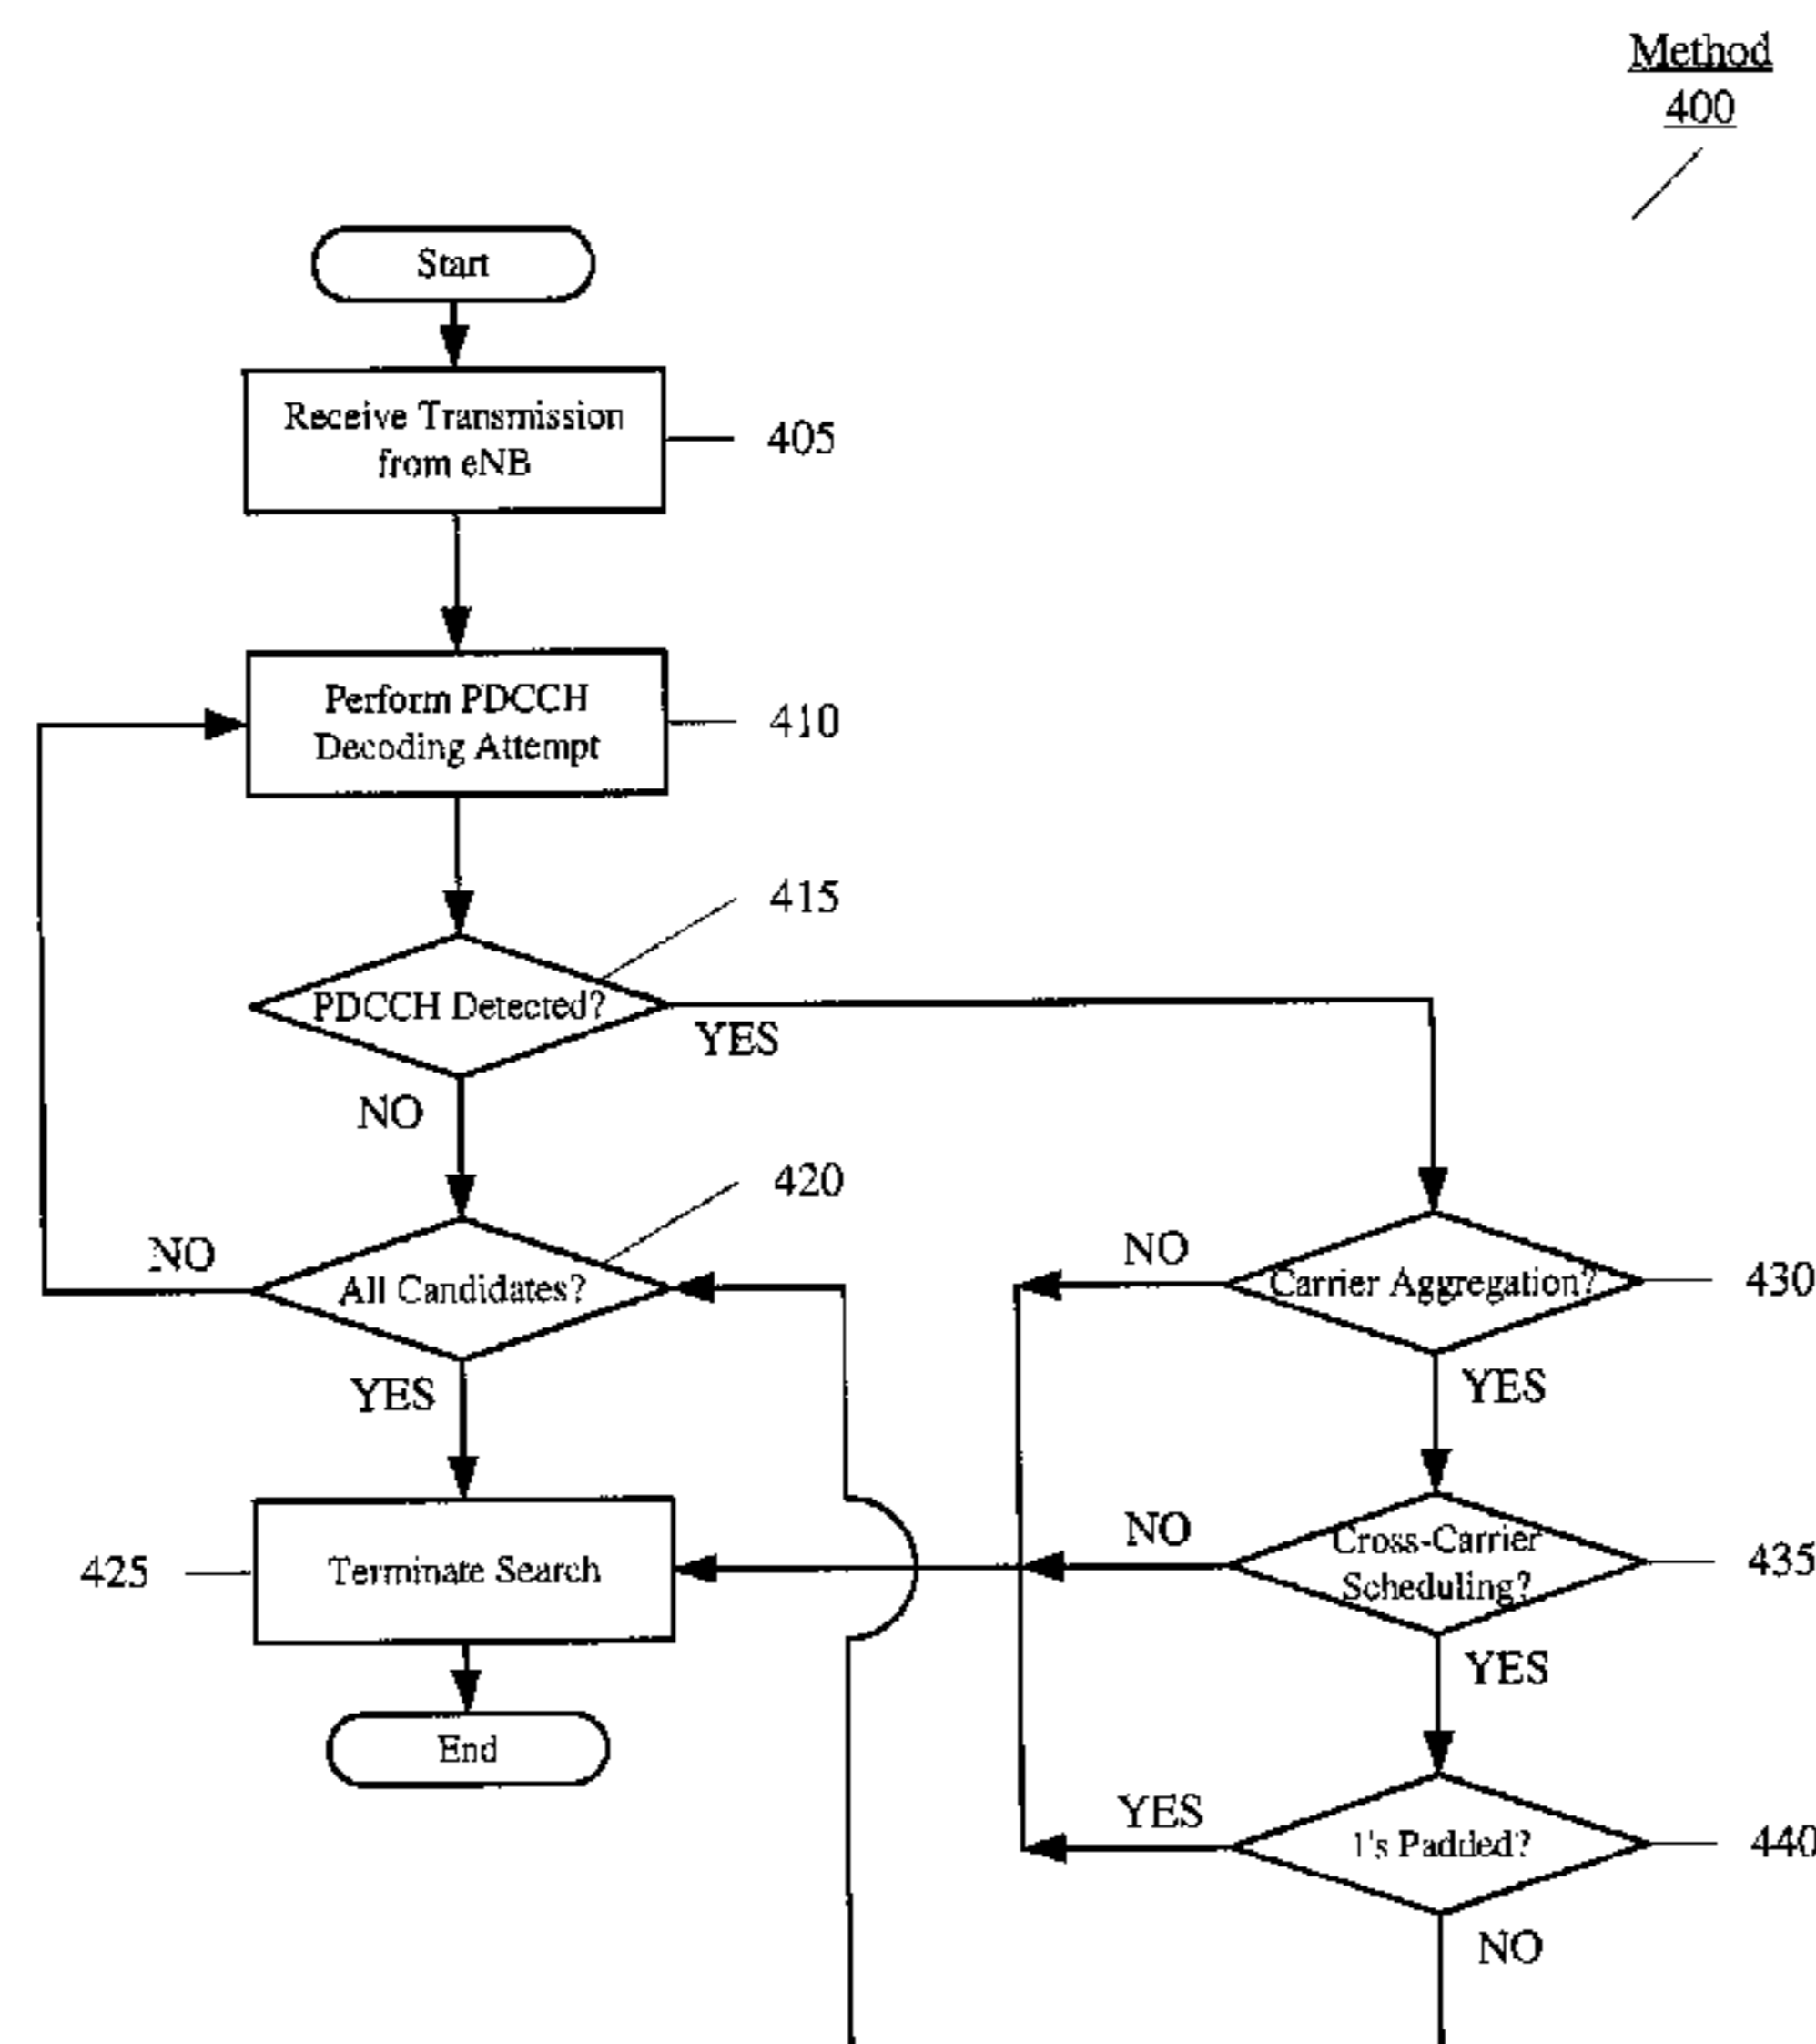 Method
400
Start
Receive Transmission
from eNB
405
Perform PDCCH
Decoding Attempt
410
415
PDCCH Detected?
YES
NO
420
NO
All Candidates?
NO
Carrier Aggregation?
430
YES
YES
425
Terminate Search
NO
Cross-Carrier
Scheduling?
435
YES
End
YES
1's Padded?
440
NO